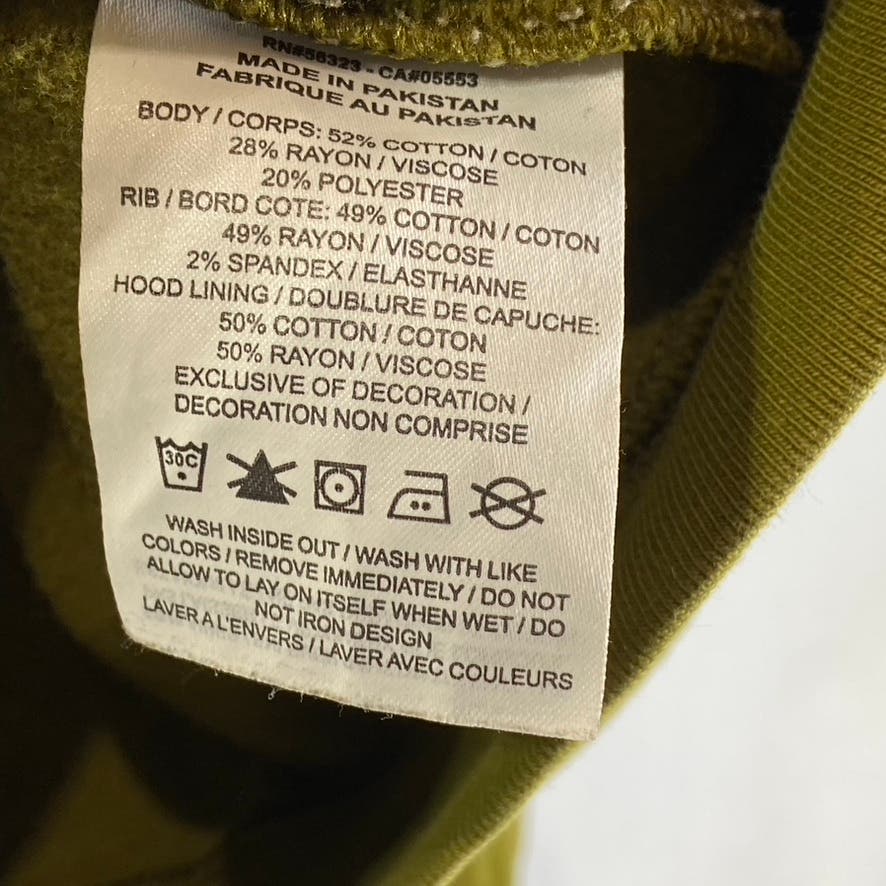 RN#56323 - CA#05553
MADE IN PAKISTAN
FABRIQUE AU PAKISTAN
BODY / CORPS: 52% COTTON / COTON
28% RAYON / VISCOSE
20% POLYESTER
RIB / BORD COTE: 49% COTTON / COTON
49% RAYON / VISCOSE
2% SPANDEX / ELASTHANNE
HOOD LINING / DOUBLURE DE CAPUCHE:
50% COTTON / COTON
50% RAYON / VISCOSE
EXCLUSIVE OF DECORATION /
DECORATION NON COMPRISE
30C
WASH INSIDE OUT / WASH WITH LIKE
COLORS / REMOVE IMMEDIATELY / DO NOT
ALLOW TO LAY ON ITSELF WHEN WET / DO
NOT IRON DESIGN
LAVER A L'ENVERS / LAVER AVEC COULEURS